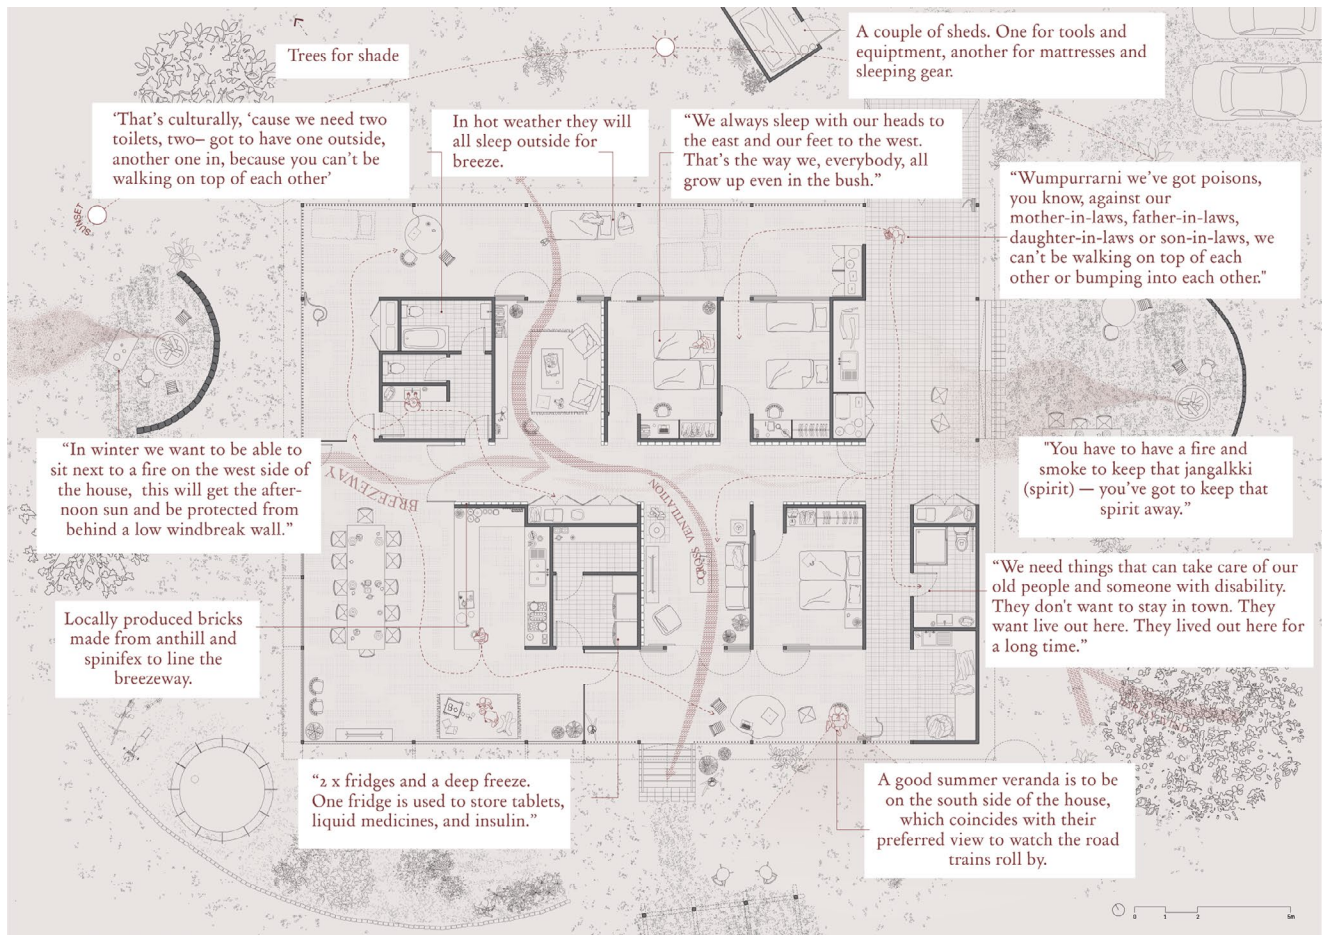 Trees for shade
A couple of sheds. One for tools and
equiptment, another for mattresses and
sleeping gear.
‘That’s culturally, ‘cause we need two
toilets, two— got to have one outside,
another one in, because you can’t be
walking on top of each other’
In hot weather they will
all sleep outside for
breeze.
“We always sleep with our heads to
the east and our feet to the west.
That’s the way we, everybody, all
grow up even in the bush.”
“Wumpurrarni we’ve got poisons,
you know, against our
mother-in-laws, father-in-laws,
daughter-in-laws or son-in-laws, we
can’t be walking on top of each
other or bumping into each other."
SUNSET
“In winter we want to be able to
sit next to a fire on the west side of
the house, this will get the after-
noon sun and be protected from
behind a low windbreak wall.”
BREEZEWAY
CROSS VENTILATION
"You have to have a fire and
smoke to keep that jangalkki
(spirit) — you’ve got to keep that
spirit away.”
“We need things that can take care of our
old people and someone with disability.
They don't want to stay in town. They
want live out here. They lived out here for
a long time.”
Locally produced bricks
made from anthill and
spinifex to line the
breezeway.
“2 x fridges and a deep freeze.
One fridge is used to store tablets,
liquid medicines, and insulin.”
A good summer veranda is to be
on the south side of the house,
which coincides with their
preferred view to watch the road
trains roll by.
0 1 2 5m